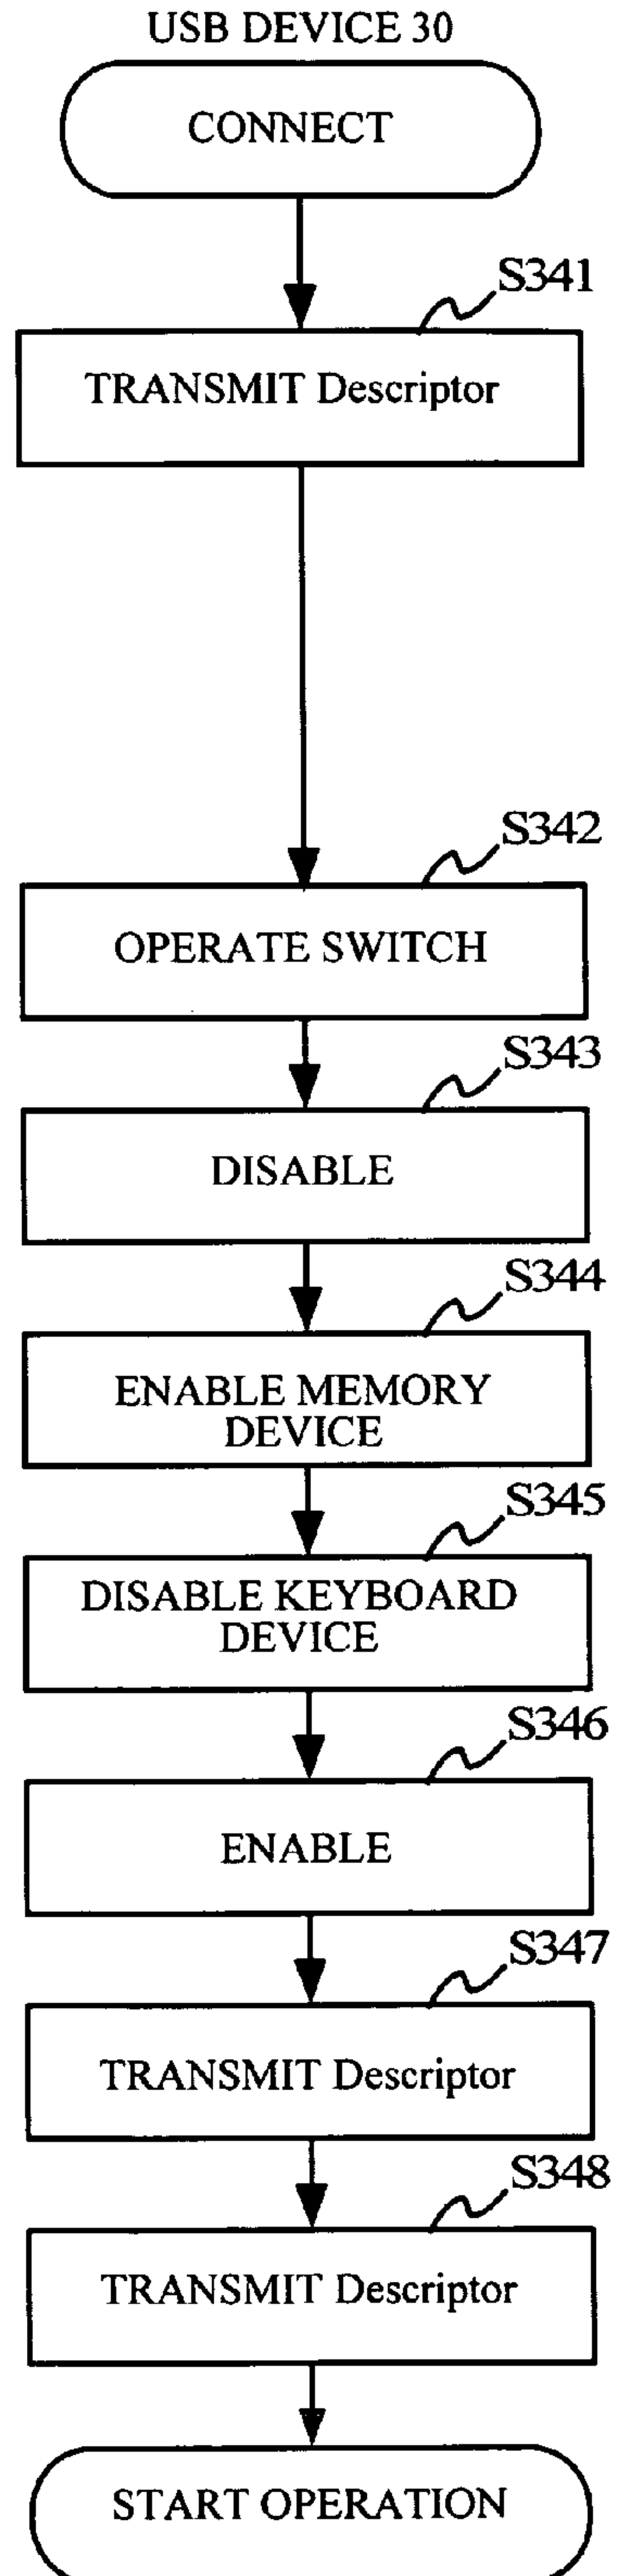 USB DEVICE 30
CONNECT
S341
TRANSMIT Descriptor
S342
OPERATE SWITCH
S343
DISABLE
S344
ENABLE MEMORY
DEVICE
S345
DISABLE KEYBOARD
DEVICE
S346
ENABLE
S347
TRANSMIT Descriptor
S348
TRANSMIT Descriptor
START OPERATION